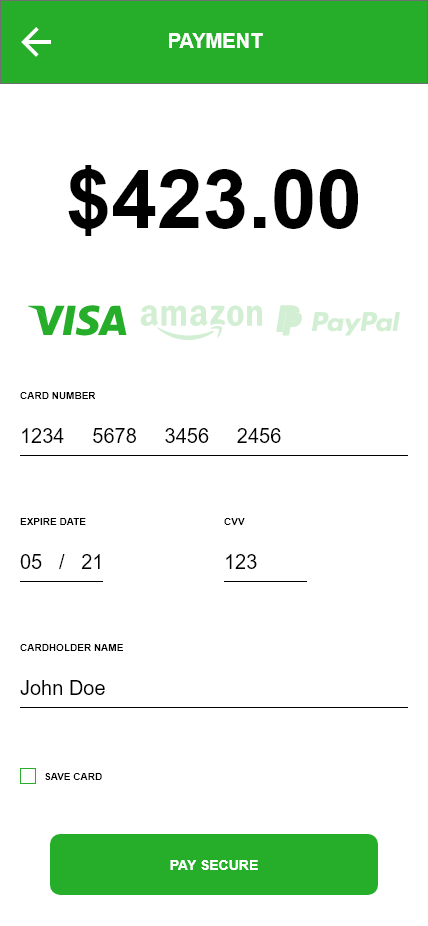 PAYMENT
$423.00
VISA amazon PayPal
CARD NUMBER
1234 5678 3456 2456
EXPIRE DATE CVV
05 / 21 123
CARDHOLDER NAME
John Doe
SAVE CARD
PAY SECURE